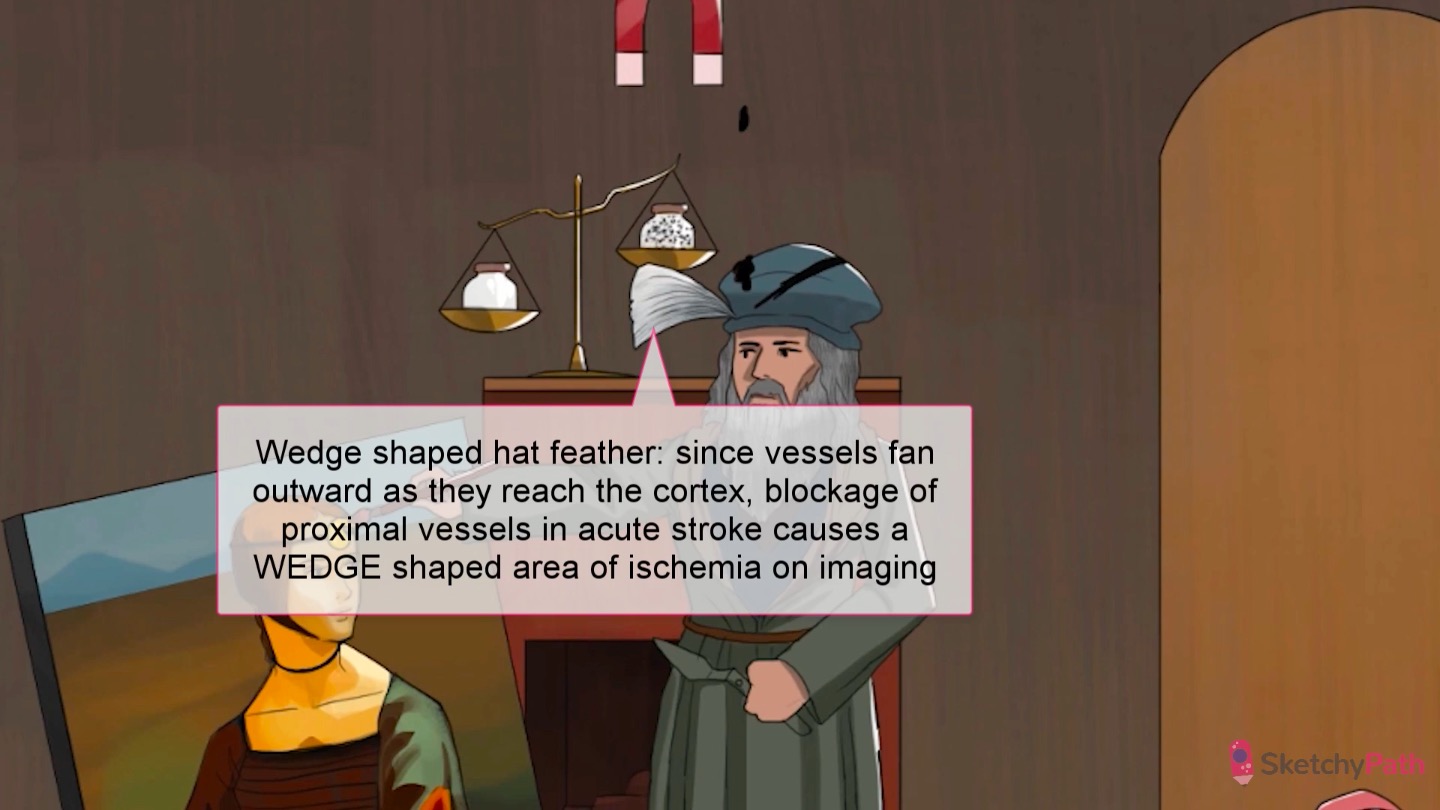 Wedge shaped hat feather: since vessels fan
outward as they reach the cortex, blockage of
proximal vessels in acute stroke causes a
WEDGE shaped area of ischemia on imaging
SketchyPath